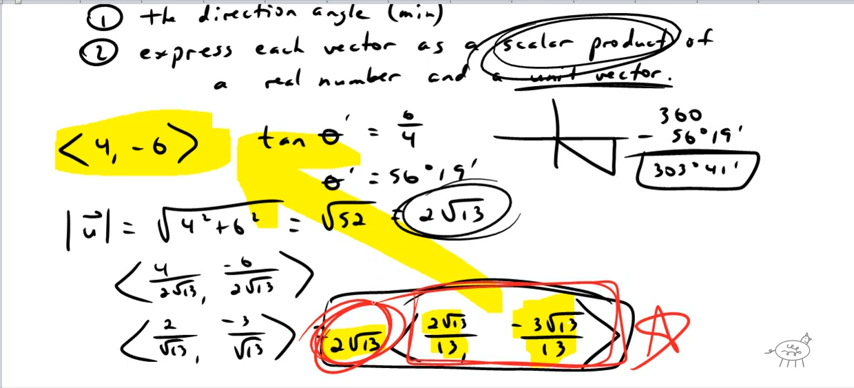 ① the direction angle (min)
② express each vector as a scalar product of
a real number and a unit vector.
<4, -6> tan θ' = 6/4
θ' = 56°19'
360
- 56°19'
303°41'
|u⃗| = √(4²+6²) = √52 = 2√13
<4/(2√13), -6/(2√13)>
<2/√13, -3/√13> = 2√13 <2√13/13, -3√13/13>